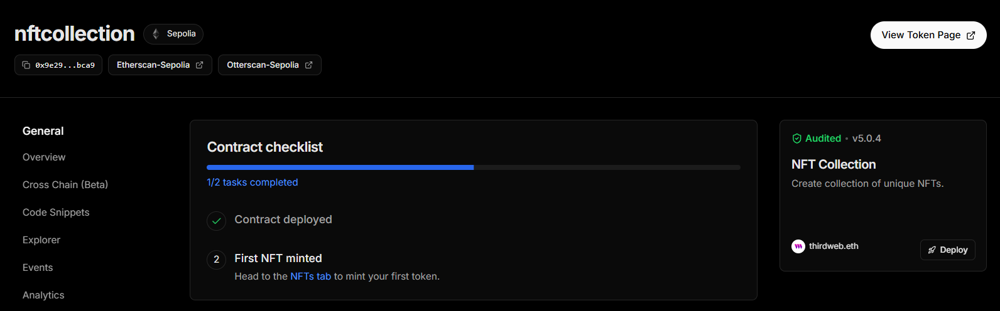 nftcollection
Sepolia
View Token Page
0x9e29...bca9
Etherscan-Sepolia
Otterscan-Sepolia
General
Overview
Cross Chain (Beta)
Code Snippets
Explorer
Events
Analytics
Contract checklist
1/2 tasks completed
Contract deployed
2
First NFT minted
Head to the NFTs tab to mint your first token.
Audited • v5.0.4
NFT Collection
Create collection of unique NFTs.
thirdweb.eth
Deploy